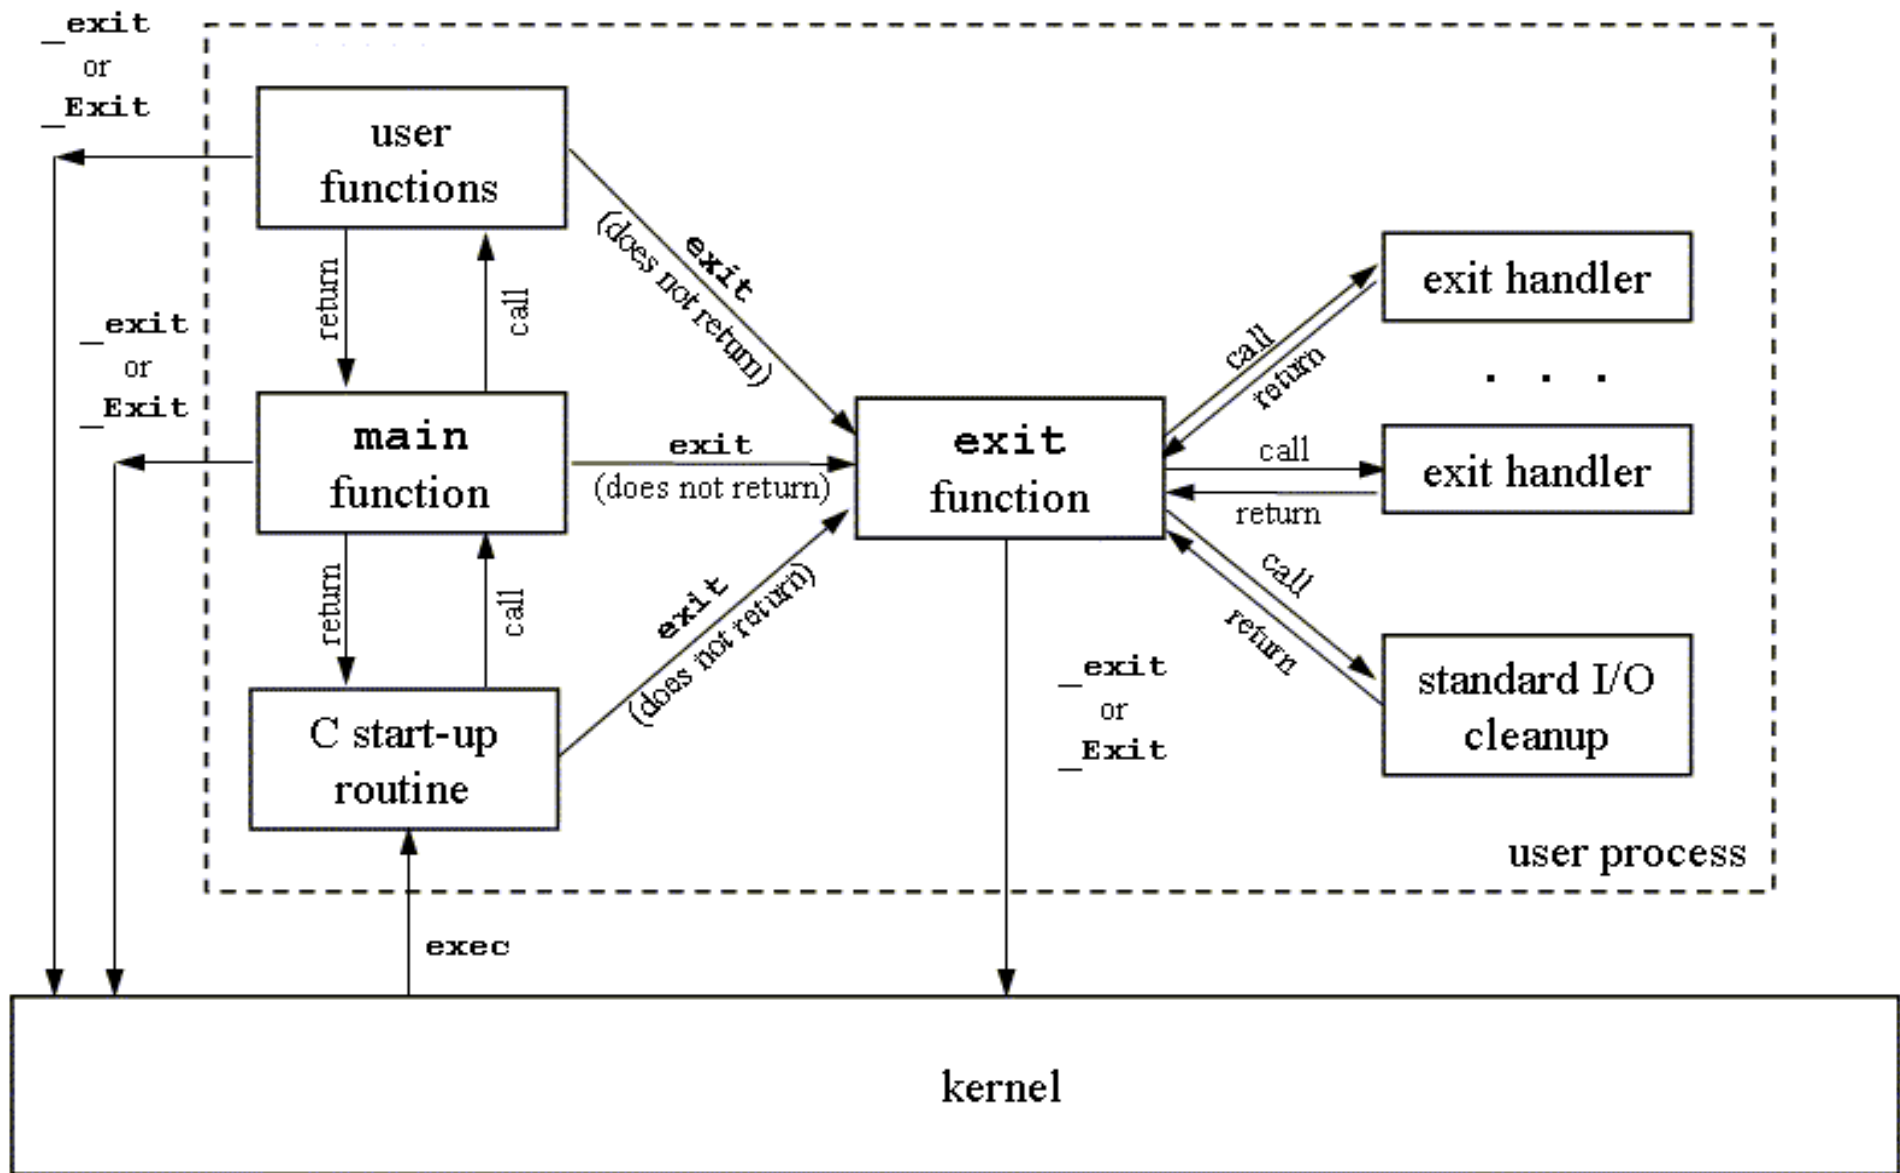 _exit
or
_Exit
user
functions
exit
(does not return)
return
call
exit handler
_exit
or
_Exit
call
return
. . .
main
function
exit
(does not return)
exit
function
call
return
exit handler
return
call
exit
(does not return)
call
return
C start-up
routine
_exit
or
_Exit
standard I/O
cleanup
user process
exec
kernel